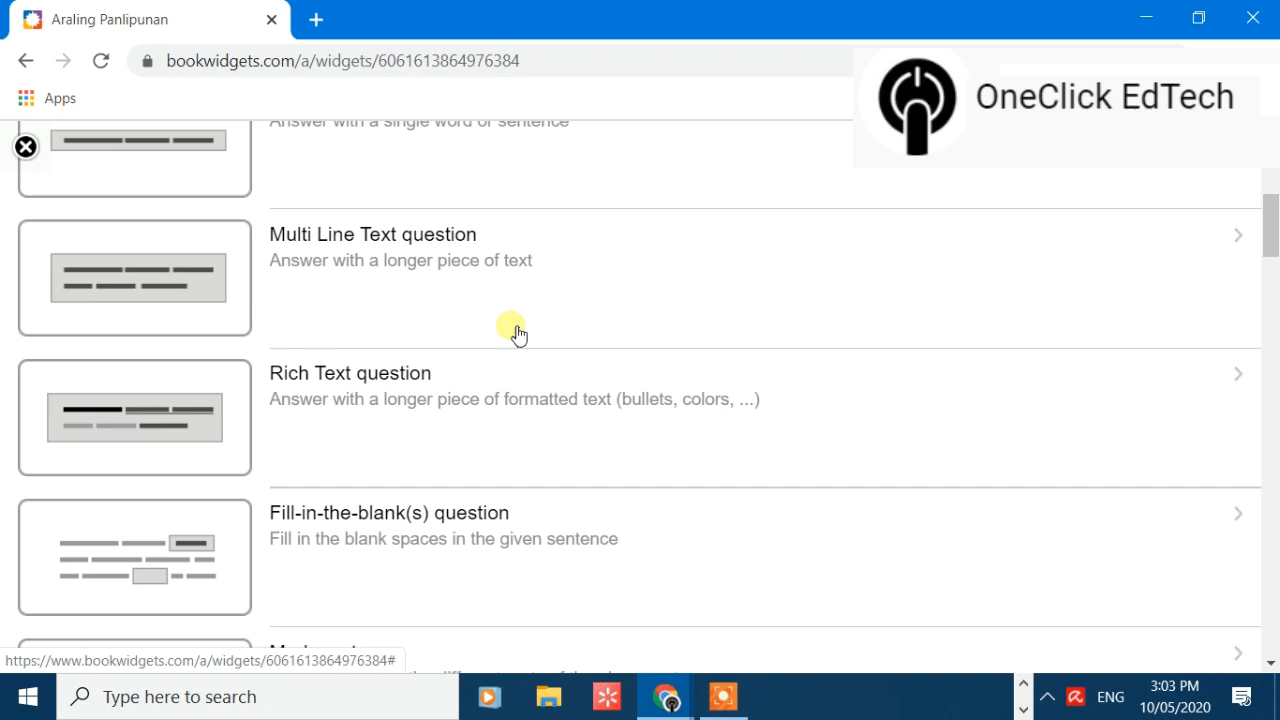 Araling Panlipunan
bookwidgets.com/a/widgets/6061613864976384
Apps
OneClick EdTech
Answer with a single word or sentence
Multi Line Text question
Answer with a longer piece of text
Rich Text question
Answer with a longer piece of formatted text (bullets, colors, ...)
Fill-in-the-blank(s) question
Fill in the blank spaces in the given sentence
https://www.bookwidgets.com/a/widgets/6061613864976384#
Type here to search
ENG
3:03 PM
10/05/2020